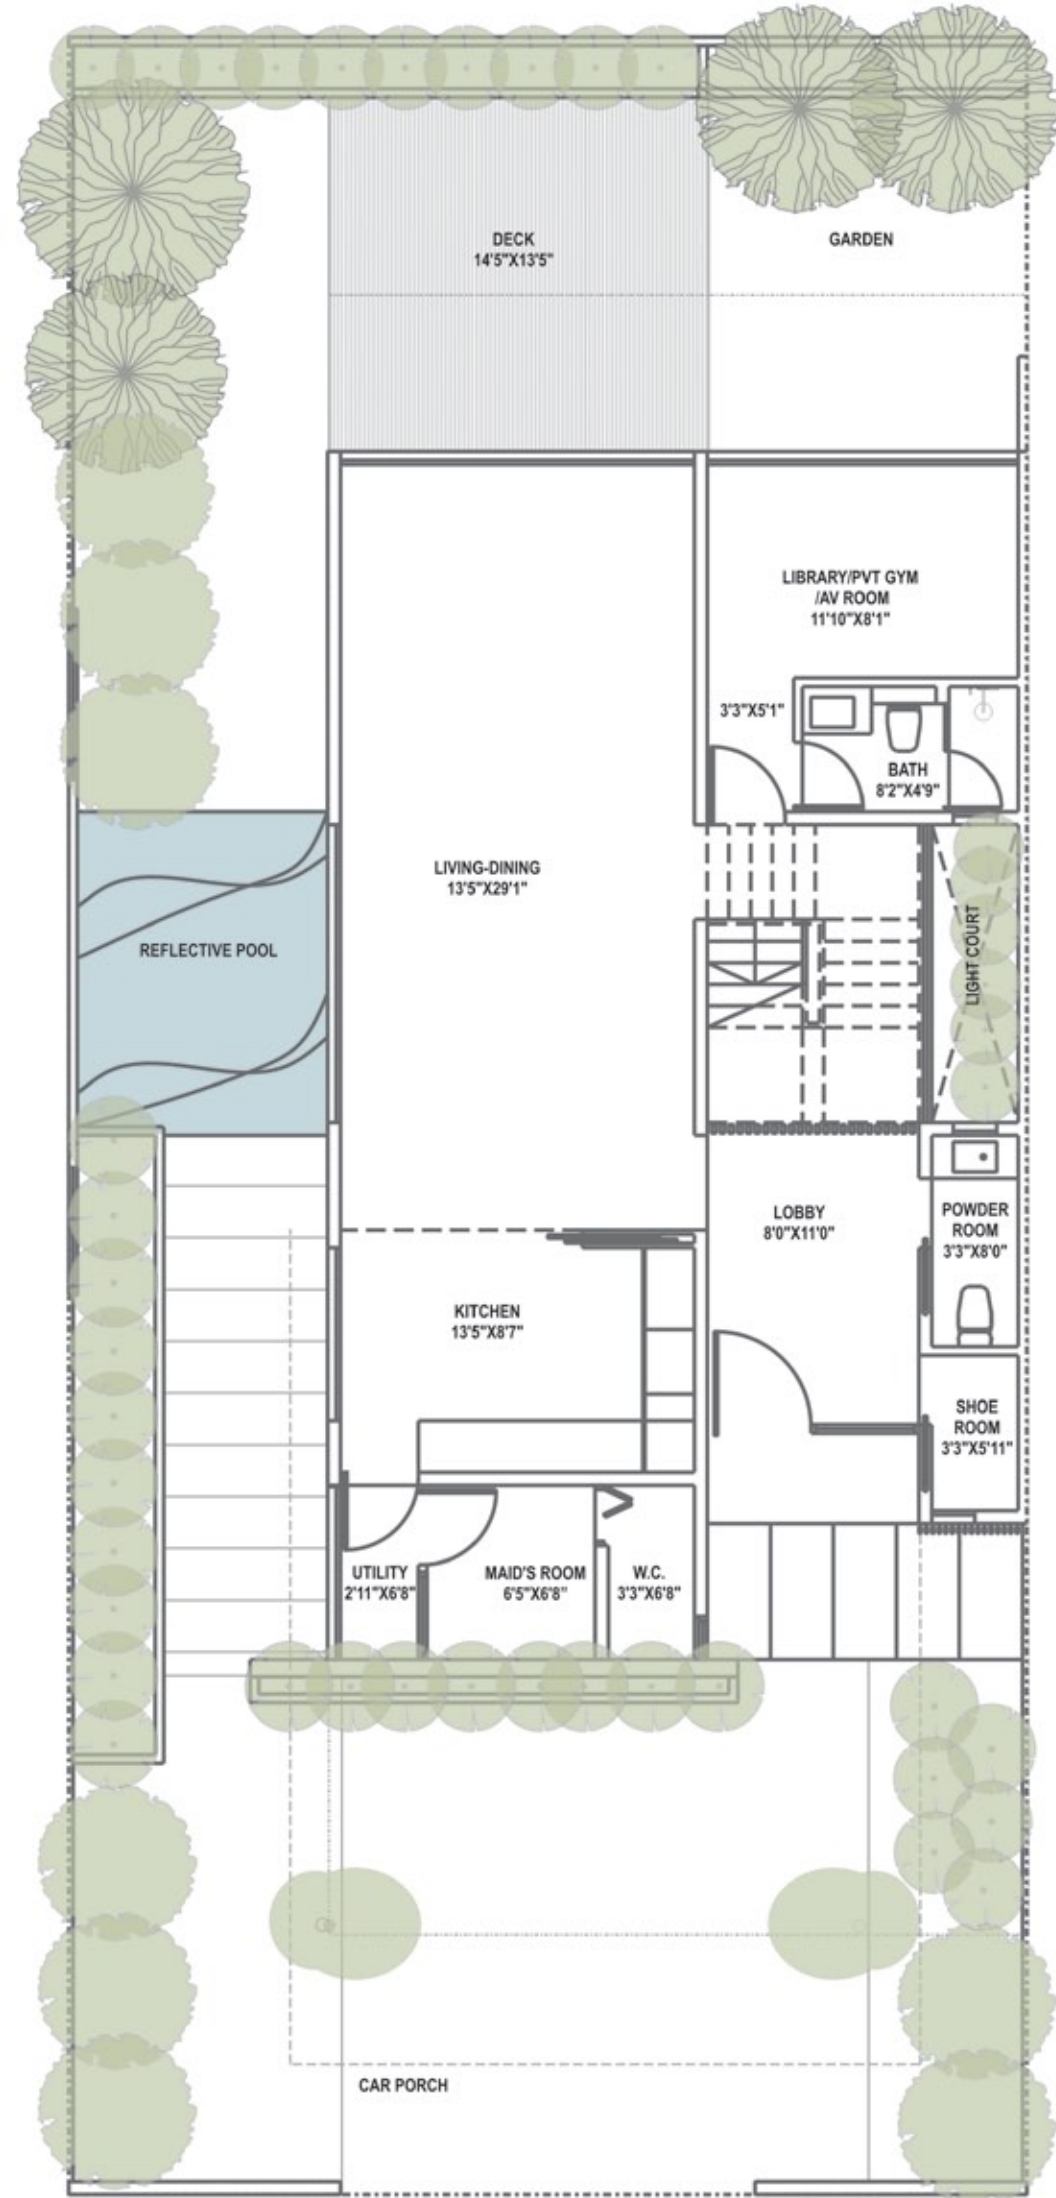 DECK
14'5"X13'5"
GARDEN
LIBRARY/PVT GYM
/AV ROOM
11'10"X8'1"
3'3"X5'1"
BATH
8'2"X4'9"
LIVING-DINING
13'5"X29'1"
REFLECTIVE POOL
LIGHT COURT
LOBBY
8'0"X11'0"
POWDER
ROOM
3'3"X8'0"
KITCHEN
13'5"X8'7"
SHOE
ROOM
3'3"X5'11"
UTILITY
2'11"X6'8"
MAID'S ROOM
6'5"X6'8"
W.C.
3'3"X6'8"
CAR PORCH